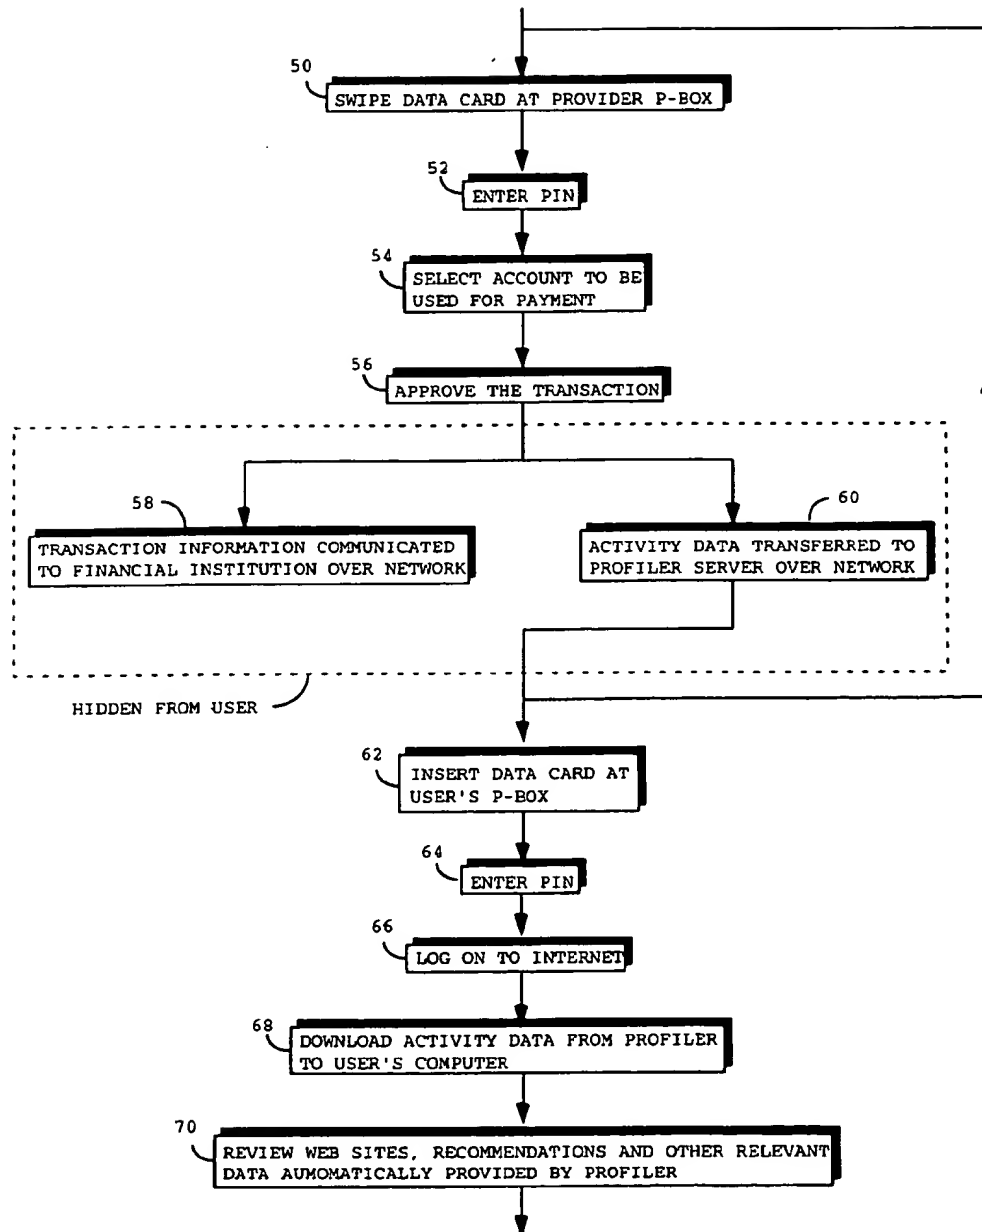 50
SWIPE DATA CARD AT PROVIDER P-BOX
52
ENTER PIN
54
SELECT ACCOUNT TO BE
USED FOR PAYMENT
56
APPROVE THE TRANSACTION
58
TRANSACTION INFORMATION COMMUNICATED
TO FINANCIAL INSTITUTION OVER NETWORK
60
ACTIVITY DATA TRANSFERRED TO
PROFILER SERVER OVER NETWORK
HIDDEN FROM USER
62
INSERT DATA CARD AT
USER'S P-BOX
64
ENTER PIN
66
LOG ON TO INTERNET
68
DOWNLOAD ACTIVITY DATA FROM PROFILER
TO USER'S COMPUTER
70
REVIEW WEB SITES, RECOMMENDATIONS AND OTHER RELEVANT
DATA AUMOMATICALLY PROVIDED BY PROFILER